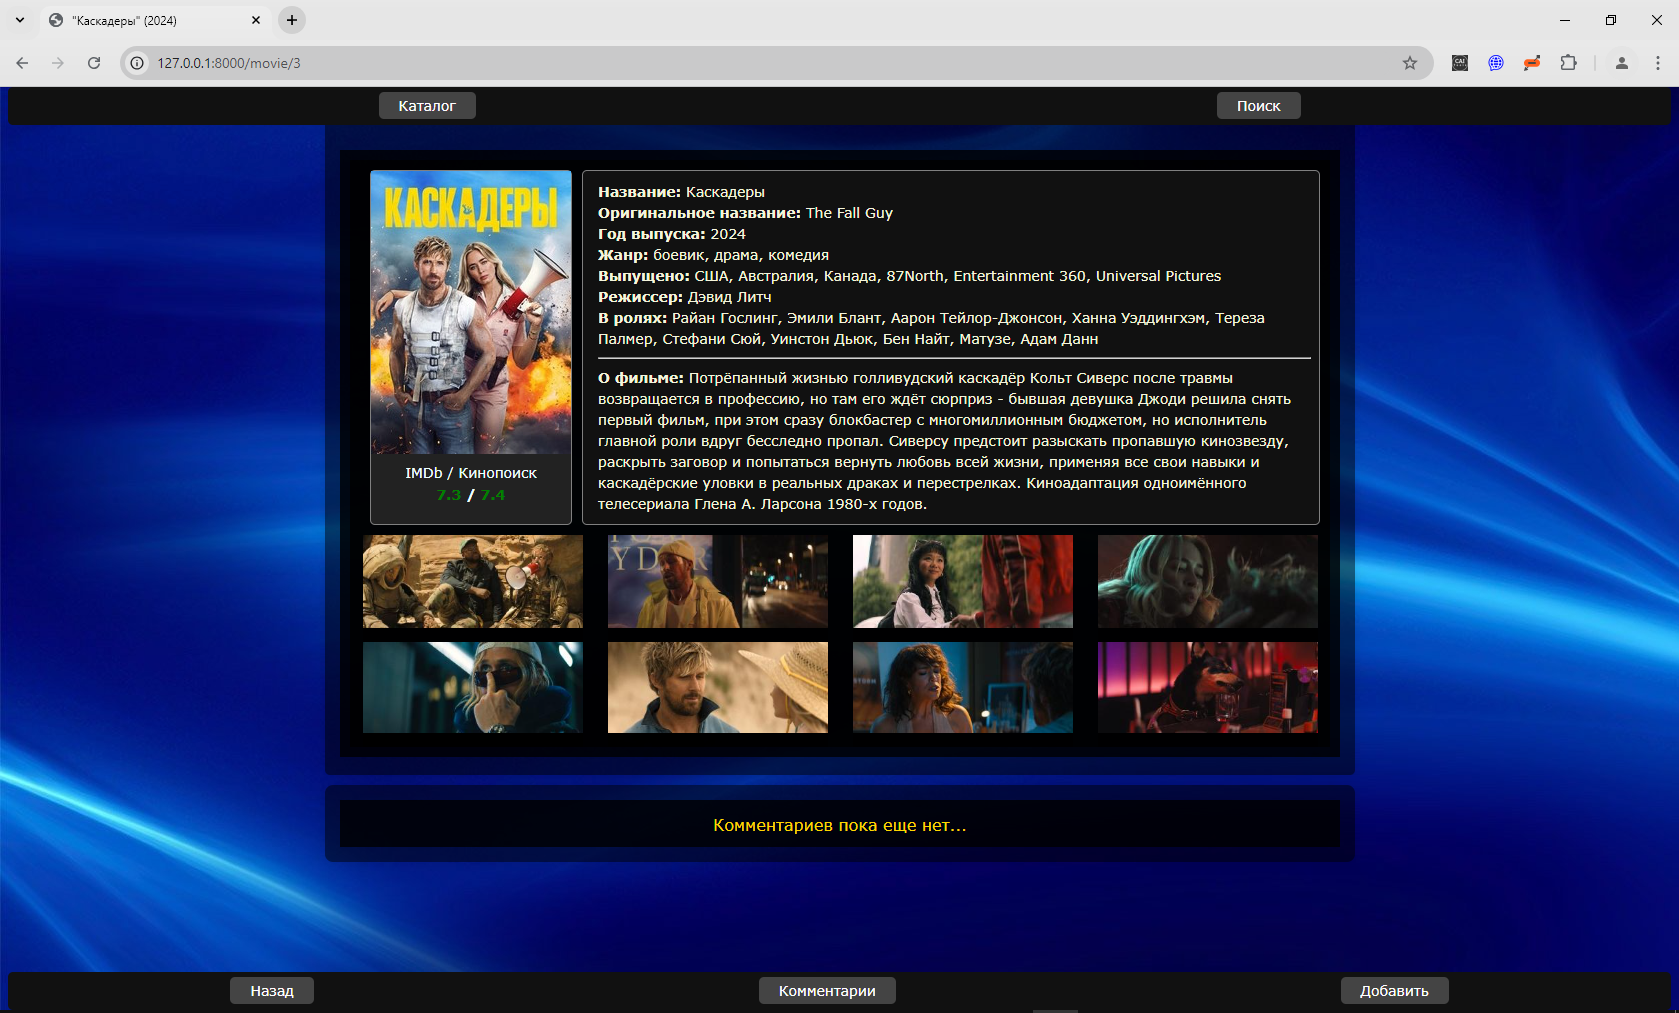 "Каскадеры" (2024)
127.0.0.1:8000/movie/3
CAI
Каталог
Поиск
КАСКАДЕРЫ
IMDb / Кинопоиск
7.3 / 7.4
Название: Каскадеры
Оригинальное название: The Fall Guy
Год выпуска: 2024
Жанр: боевик, драма, комедия
Выпущено: США, Австралия, Канада, 87North, Entertainment 360, Universal Pictures
Режиссер: Дэвид Литч
В ролях: Райан Гослинг, Эмили Блант, Аарон Тейлор-Джонсон, Ханна Уэддингхэм, Тереза
Палмер, Стефани Сюй, Уинстон Дьюк, Бен Найт, Матузе, Адам Данн
О фильме: Потрёпанный жизнью голливудский каскадёр Кольт Сиверс после травмы
возвращается в профессию, но там его ждёт сюрприз - бывшая девушка Джоди решила снять
первый фильм, при этом сразу блокбастер с многомиллионным бюджетом, но исполнитель
главной роли вдруг бесследно пропал. Сиверсу предстоит разыскать пропавшую кинозвезду,
раскрыть заговор и попытаться вернуть любовь всей жизни, применяя все свои навыки и
каскадёрские уловки в реальных драках и перестрелках. Киноадаптация одноимённого
телесериала Глена А. Ларсона 1980-х годов.
Комментариев пока еще нет...
Назад
Комментарии
Добавить